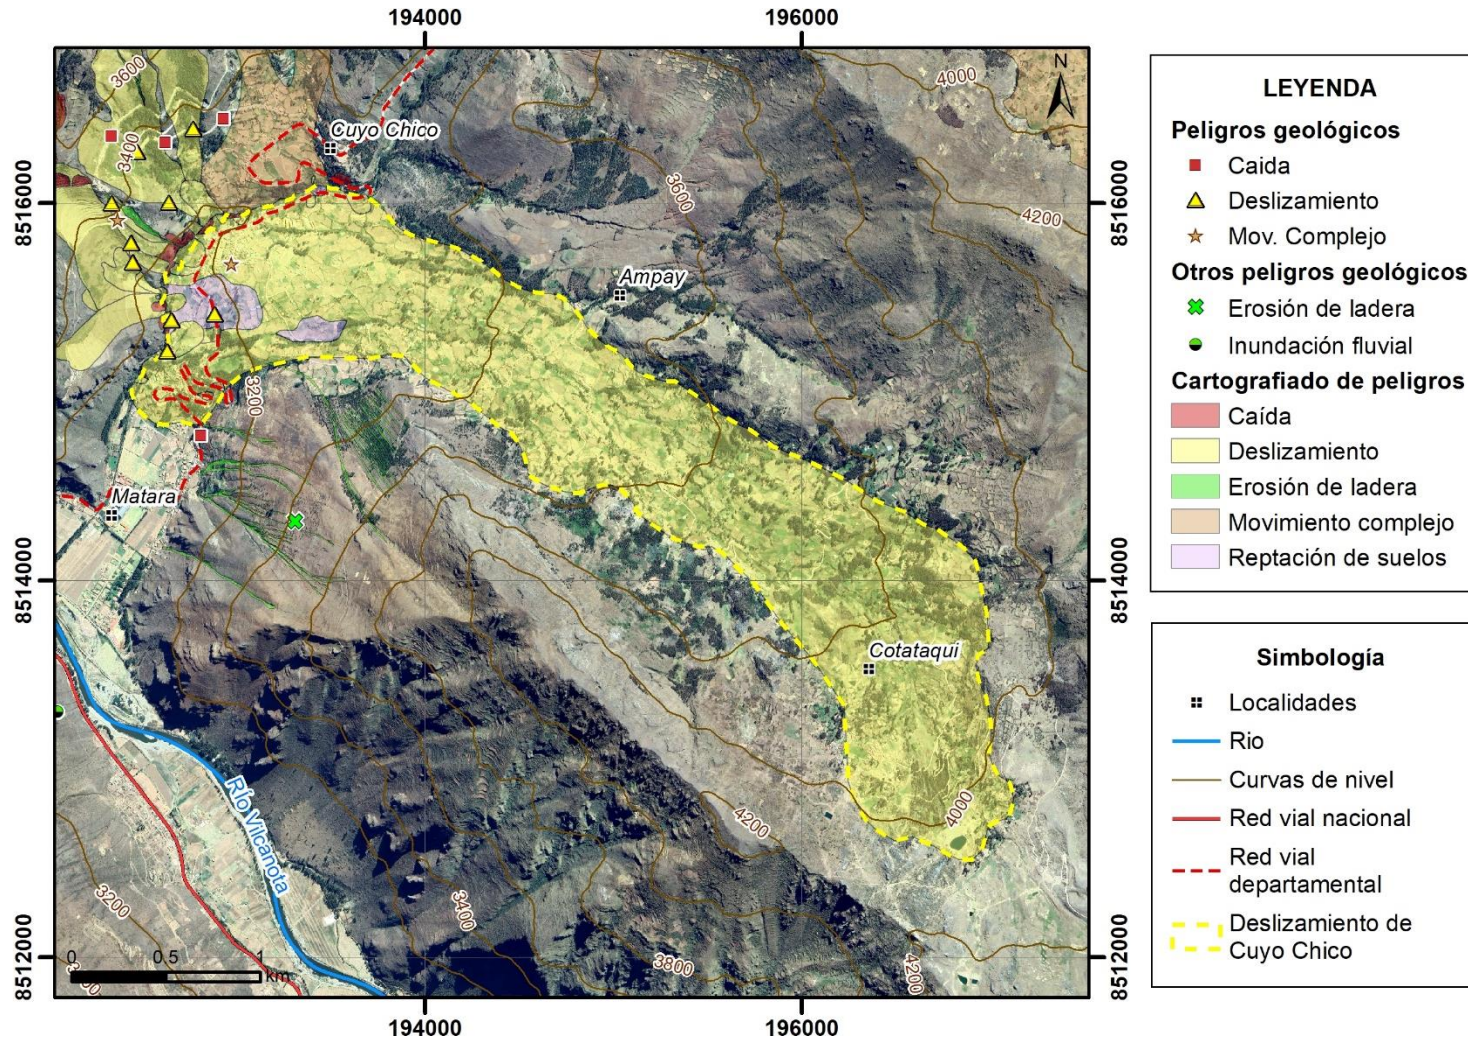 194000
196000
3600
4000
N
LEYENDA
Peligros geológicos
Caida
Deslizamiento
Mov. Complejo
Otros peligros geológicos
Erosión de ladera
Inundación fluvial
Cartografiado de peligros
Caída
Deslizamiento
Erosión de ladera
Movimiento complejo
Reptación de suelos
Cuyo Chico
3400
3600
4200
8516000
8516000
Ampay
3200
Matara
8514000
8514000
Cotataqui
Simbología
Localidades
Rio
Curvas de nivel
Red vial nacional
Red vial
departamental
Deslizamiento de
Cuyo Chico
Río Vilcanota
4200
4000
3200
3400
3800
4200
8512000
8512000
0
0.5
1
km
194000
196000